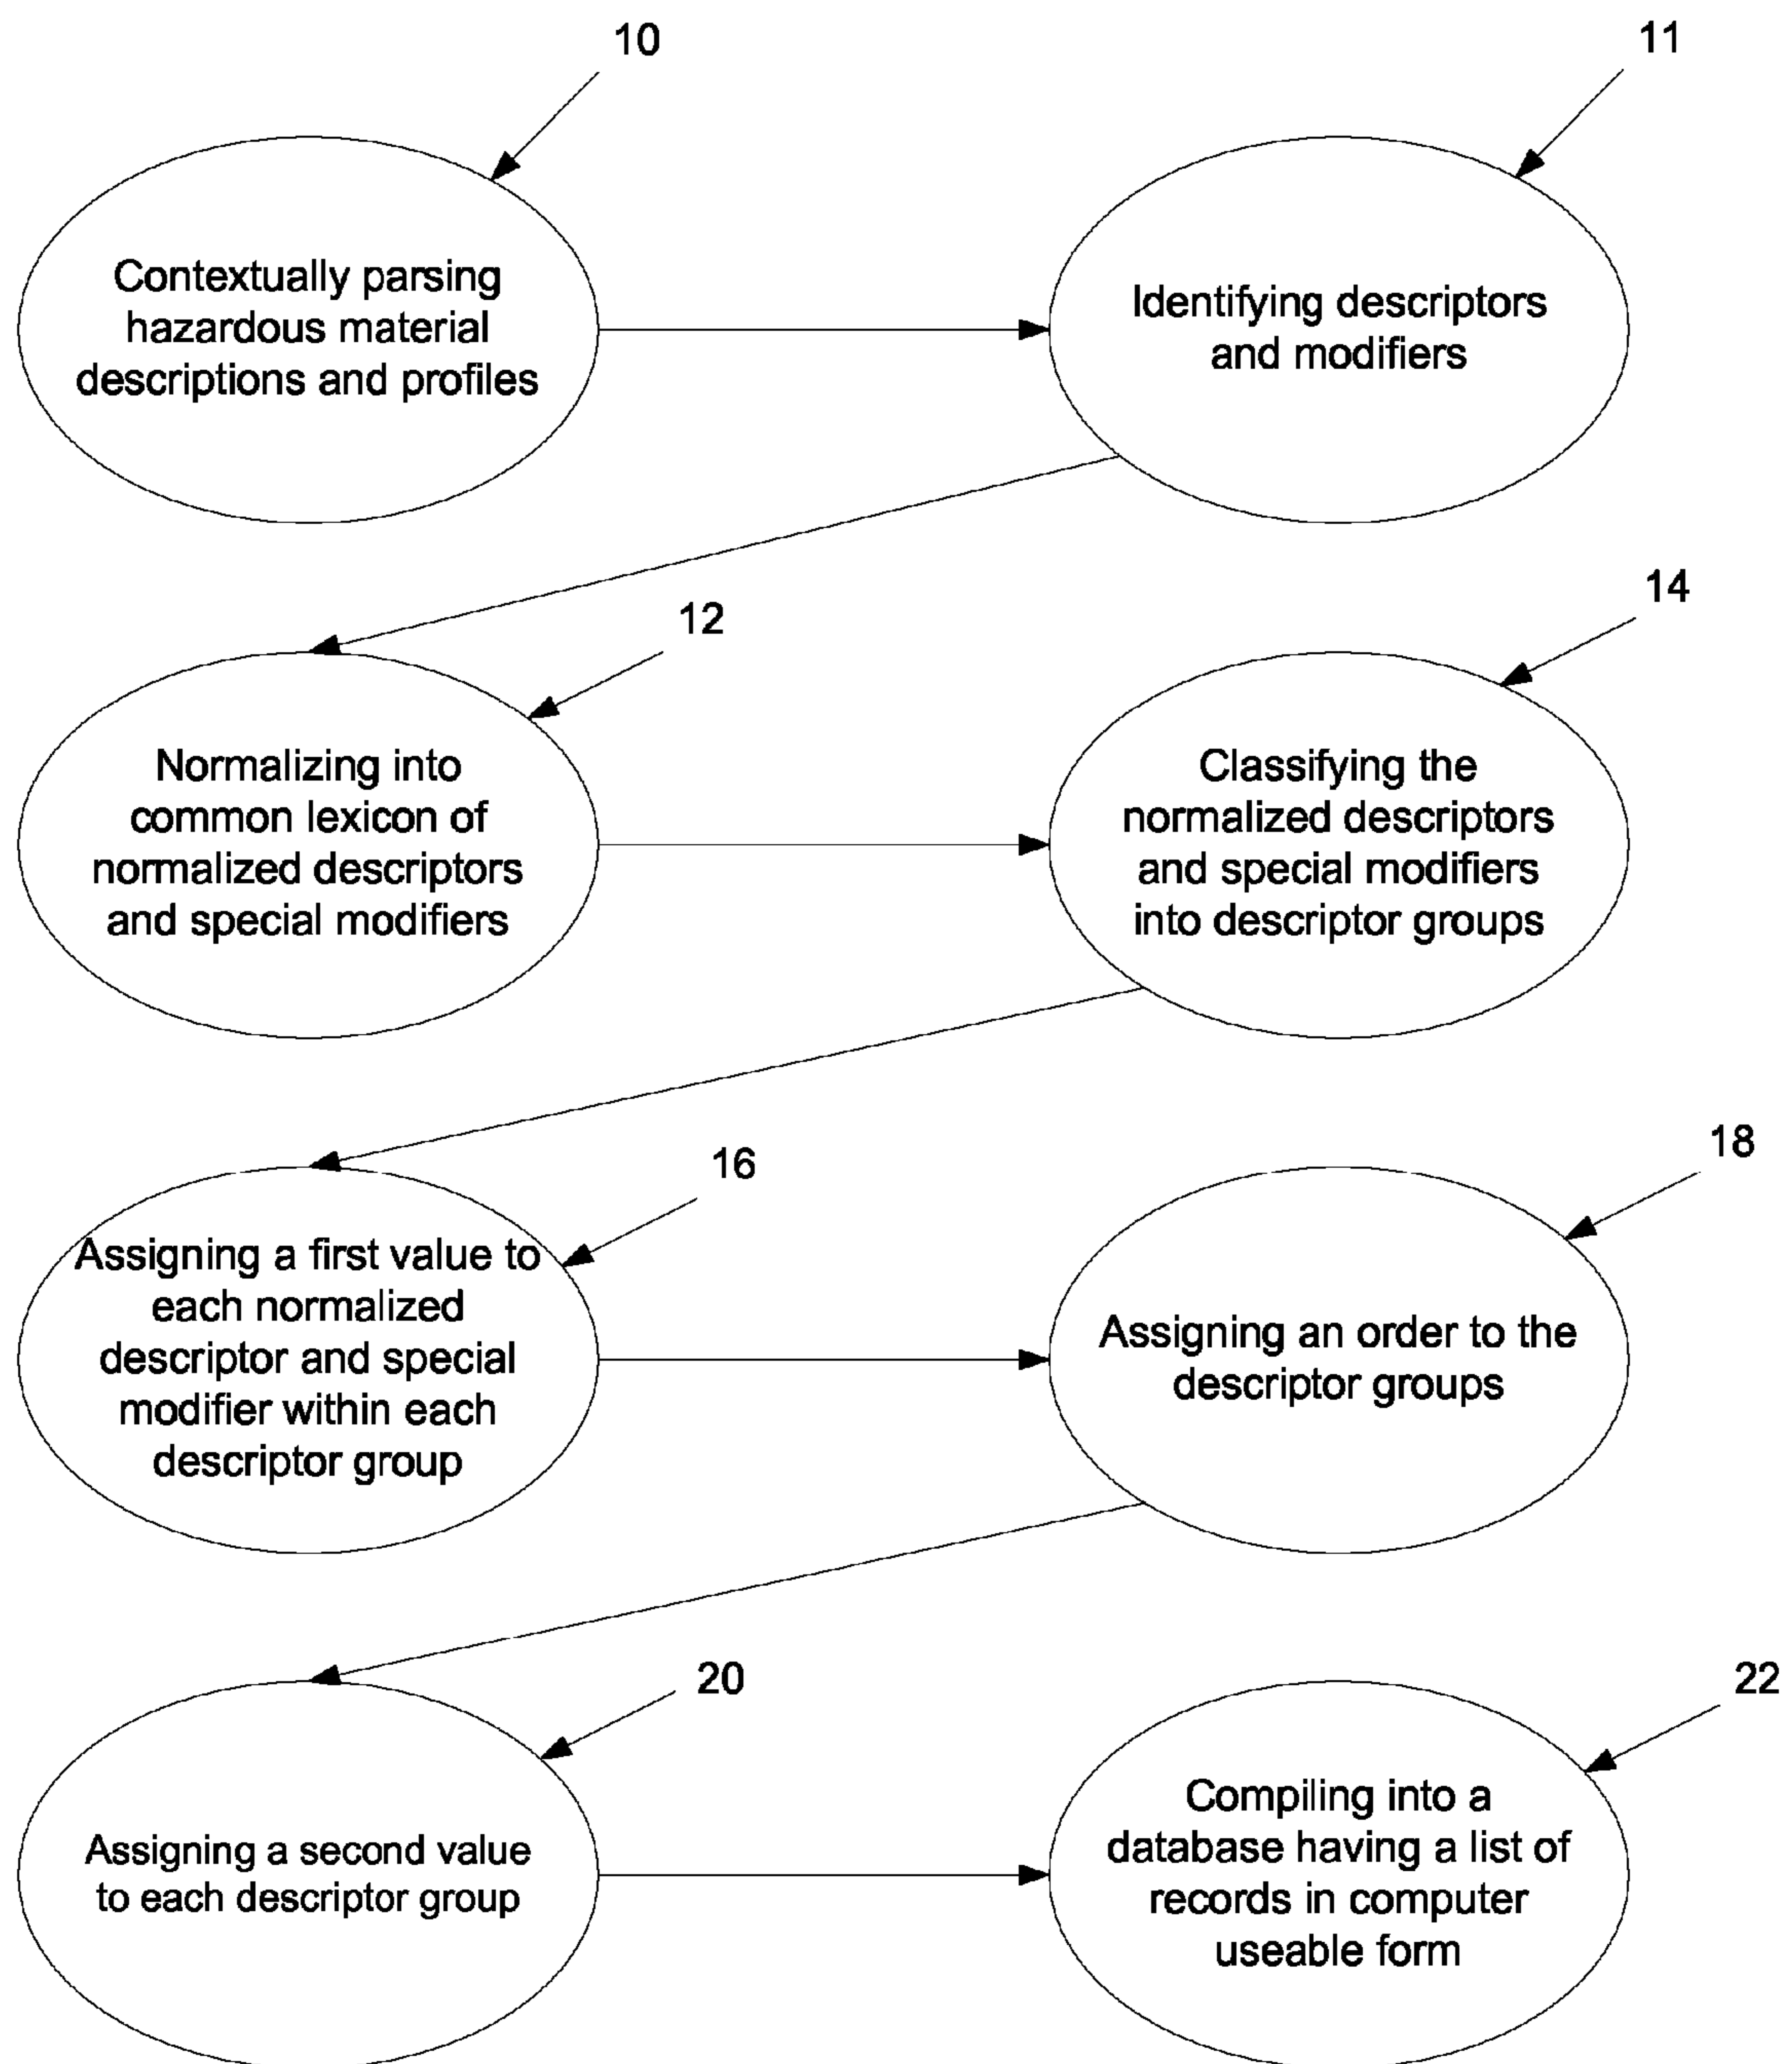 10
11
Contextually parsing
hazardous material
descriptions and profiles
Identifying descriptors
and modifiers
12
14
Normalizing into
common lexicon of
normalized descriptors
and special modifiers
Classifying the
normalized descriptors
and special modifiers
into descriptor groups
16
18
Assigning a first value to
each normalized
descriptor and special
modifier within each
descriptor group
Assigning an order to the
descriptor groups
20
22
Assigning a second value
to each descriptor group
Compiling into a
database having a list of
records in computer
useable form